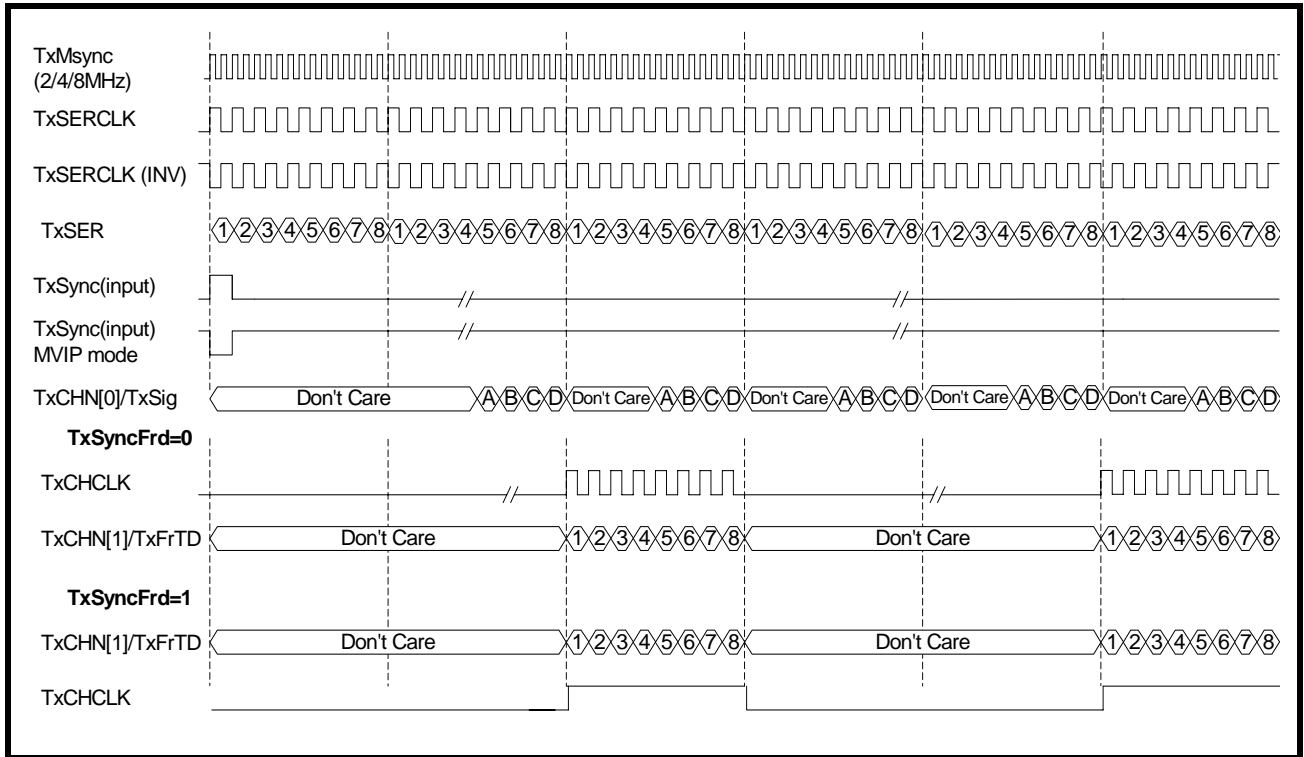 TxMsync
(2/4/8MHz)
TxSERCLK
TxSERCLK (INV)
TxSER 1 2 3 4 5 6 7 8 1 2 3 4 5 6 7 8 1 2 3 4 5 6 7 8 1 2 3 4 5 6 7 8 1 2 3 4 5 6 7 8 1 2 3 4 5 6 7 8
TxSync(input)
TxSync(input)
MVIP mode
TxCHN[0]/TxSig Don't Care A B C D Don't Care A B C D Don't Care A B C D Don't Care A B C D Don't Care A B C D
TxSyncFrd=0
TxCHCLK
TxCHN[1]/TxFrTD Don't Care 1 2 3 4 5 6 7 8 Don't Care 1 2 3 4 5 6 7 8
TxSyncFrd=1
TxCHN[1]/TxFrTD Don't Care 1 2 3 4 5 6 7 8 Don't Care 1 2 3 4 5 6 7 8
TxCHCLK